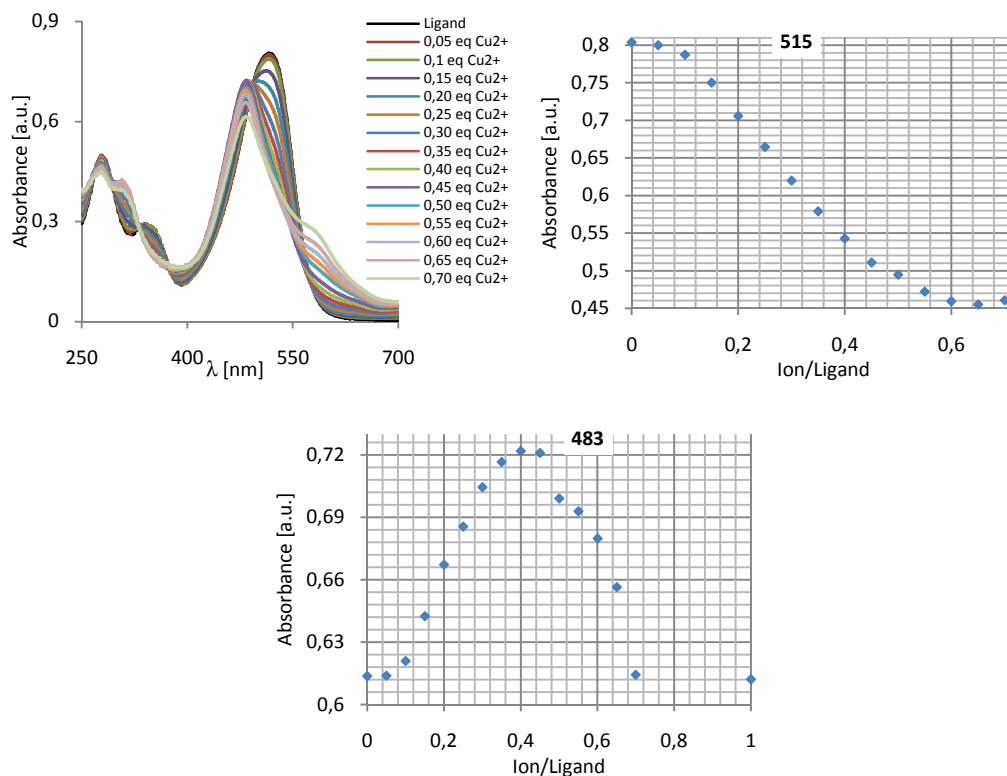 0,9
0,6
0,3
0
Absorbance [a.u.]
250 400 550 700
λ [nm]
Ligand
0,05 eq Cu2+
0,1 eq Cu2+
0,15 eq Cu2+
0,20 eq Cu2+
0,25 eq Cu2+
0,30 eq Cu2+
0,35 eq Cu2+
0,40 eq Cu2+
0,45 eq Cu2+
0,50 eq Cu2+
0,55 eq Cu2+
0,60 eq Cu2+
0,65 eq Cu2+
0,70 eq Cu2+
515
0,8
0,75
0,7
0,65
0,6
0,55
0,5
0,45
Absorbance [a.u.]
0 0,2 0,4 0,6
Ion/Ligand
483
0,72
0,69
0,66
0,63
0,6
Absorbance [a.u.]
0 0,2 0,4 0,6 0,8 1
Ion/Ligand